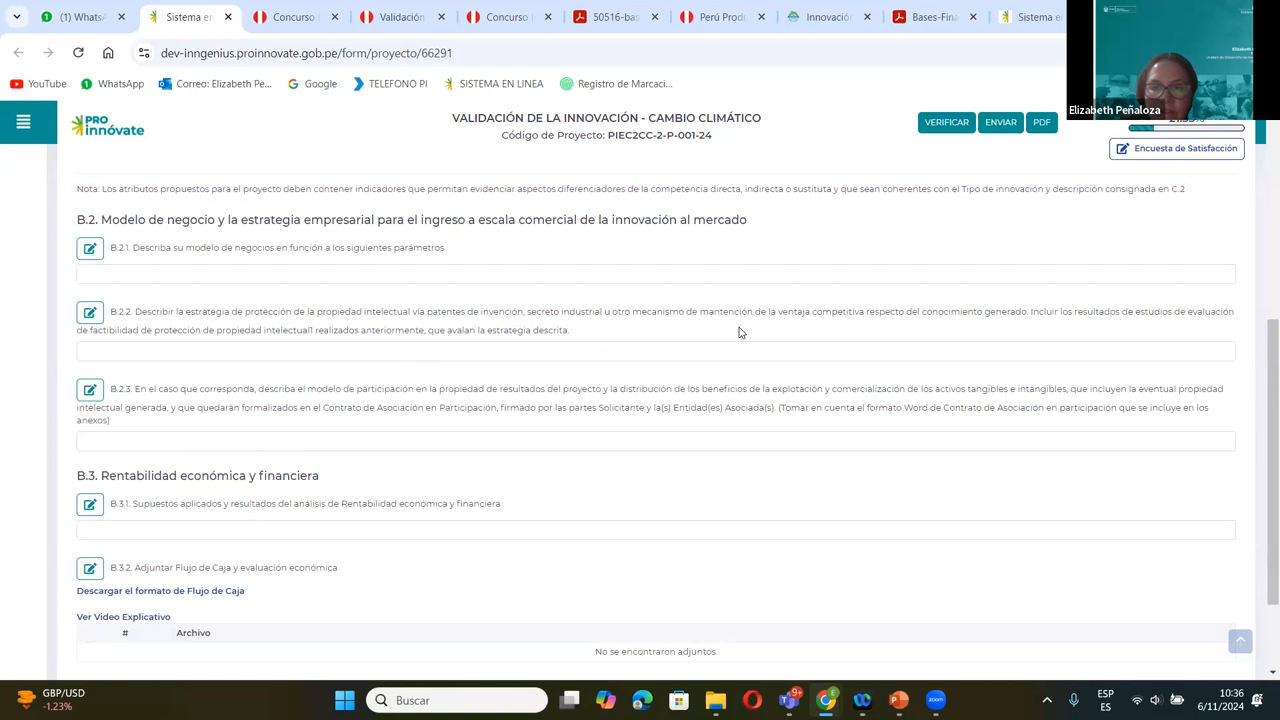 (1) Whats
Sistema er
Concurso
Validación
Concurso
50516-ba
Perú Prod
Innovació
Bases-Fina
Sistema er
dev-inngenius.proinnovate.gob.pe/form/proyecto/66291
YouTube
WhatsApp
Correo: Elizabeth Pe...
Google
TELEFONO PI
SISTEMA EN LINEA
Registro de Marcaci...
Elizabeth Peñaloza
PRO
innóvate
VALIDACIÓN DE LA INNOVACIÓN - CAMBIO CLIMÁTICO
Código de Proyecto: PIEC2CC-2-P-001-24
VERIFICAR
ENVIAR
PDF
Encuesta de Satisfacción
Nota: Los atributos propuestos para el proyecto deben contener indicadores que permitan evidenciar aspectos diferenciadores de la competencia directa, indirecta o sustituta y que sean coherentes con el Tipo de innovación y descripción consignada en C.2
B.2. Modelo de negocio y la estrategia empresarial para el ingreso a escala comercial de la innovación al mercado
B.2.1. Describa su modelo de negocios en función a los siguientes parámetros
B.2.2. Describir la estrategia de protección de la propiedad intelectual vía patentes de invención, secreto industrial u otro mecanismo de mantención de la ventaja competitiva respecto del conocimiento generado. Incluir los resultados de estudios de evaluación
de factibilidad de protección de propiedad intelectual1 realizados anteriormente, que avalan la estrategia descrita.
B.2.3. En el caso que corresponda, describa el modelo de participación en la propiedad de resultados del proyecto y la distribución de los beneficios de la explotación y comercialización de los activos tangibles e intangibles, que incluyen la eventual propiedad
intelectual generada, y que quedarán formalizados en el Contrato de Asociación en Participación, firmado por las partes Solicitante y la(s) Entidad(es) Asociada(s). (Tomar en cuenta el formato Word de Contrato de Asociación en participación que se incluye en los
anexos)
B.3. Rentabilidad económica y financiera
B.3.1. Supuestos aplicados y resultados del análisis de Rentabilidad económica y financiera
B.3.2. Adjuntar Flujo de Caja y evaluación económica
Descargar el formato de Flujo de Caja
Ver Video Explicativo
# Archivo
No se encontraron adjuntos.
GBP/USD
-1.23%
Buscar
9+
zoom
ESP
ES
10:36
6/11/2024